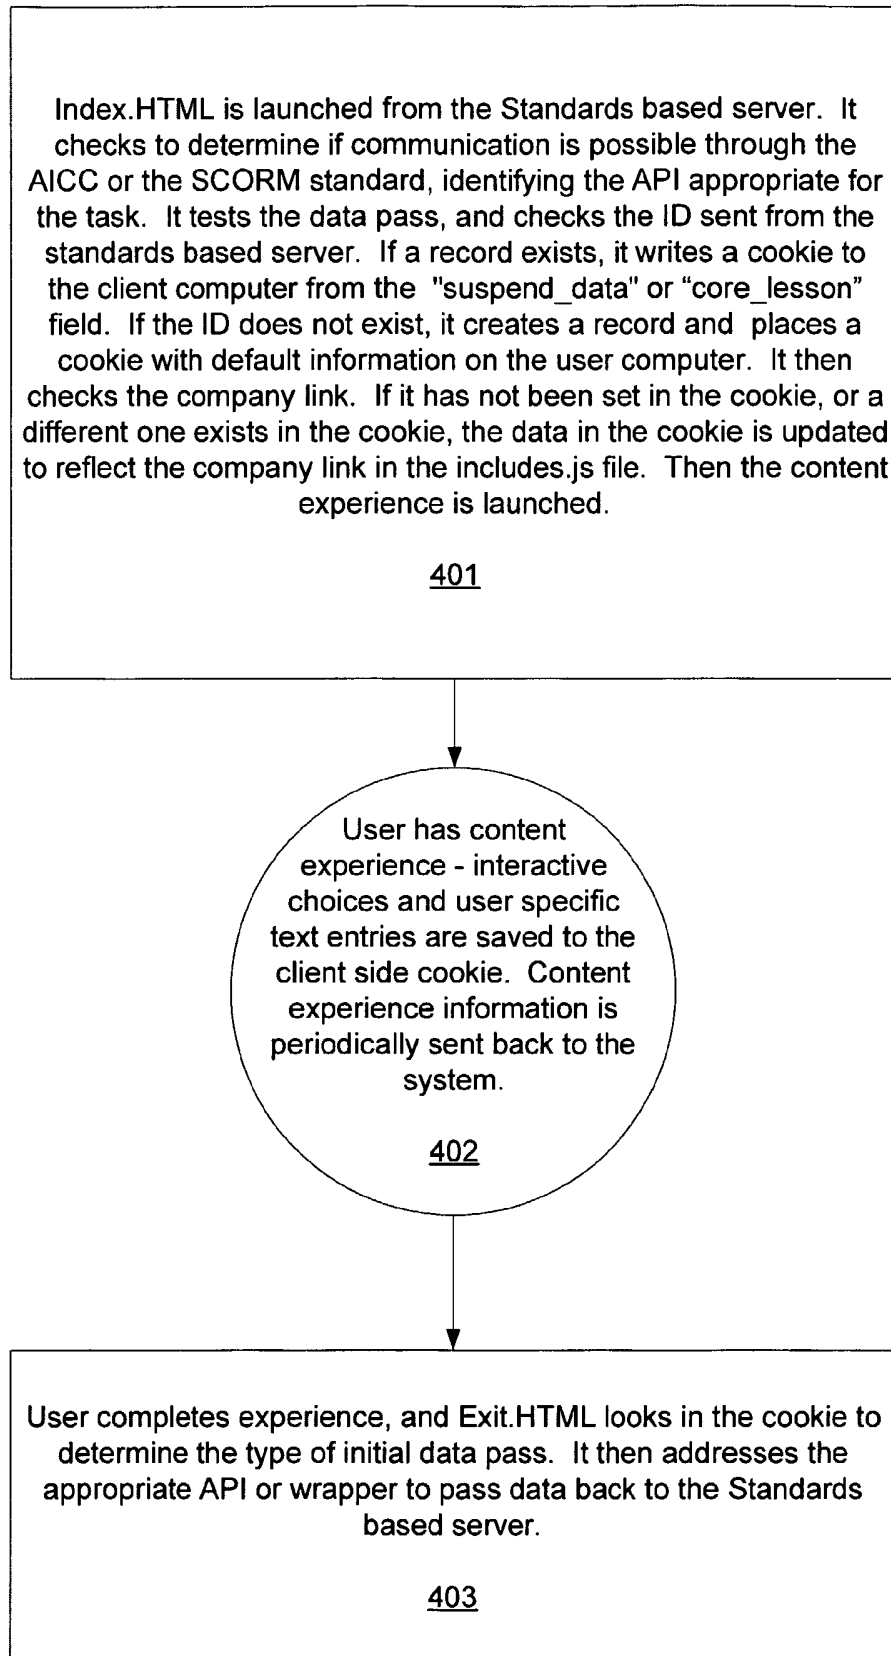 Index.HTML is launched from the Standards based server.  It
checks to determine if communication is possible through the
AICC or the SCORM standard, identifying the API appropriate for
the task.  It tests the data pass, and checks the ID sent from the
standards based server.  If a record exists, it writes a cookie to
the client computer from the  "suspend_data" or “core_lesson”
field.  If the ID does not exist, it creates a record and  places a
cookie with default information on the user computer.  It then
checks the company link.  If it has not been set in the cookie, or a
different one exists in the cookie, the data in the cookie is updated
to reflect the company link in the includes.js file.  Then the content
experience is launched.
401
User has content
experience - interactive
choices and user specific
text entries are saved to the
client side cookie.  Content
experience information is
periodically sent back to the
system.
402
User completes experience, and Exit.HTML looks in the cookie to
determine the type of initial data pass.  It then addresses the
appropriate API or wrapper to pass data back to the Standards
based server.
403